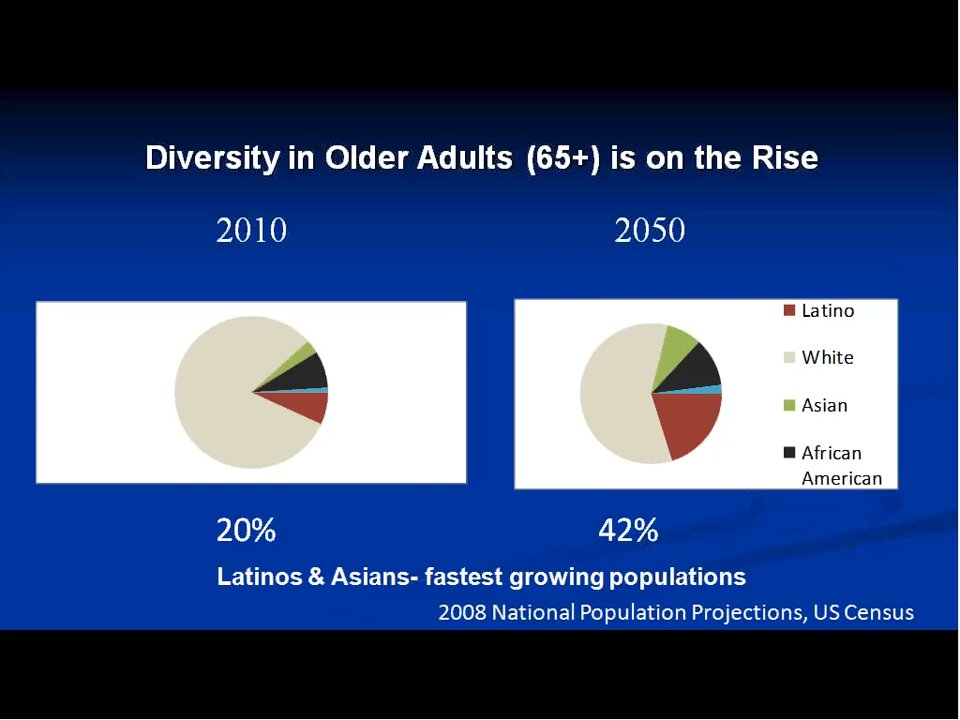 Diversity in Older Adults (65+) is on the Rise
2010
2050
Latino
White
Asian
African
American
20%
42%
Latinos & Asians- fastest growing populations
2008 National Population Projections, US Census